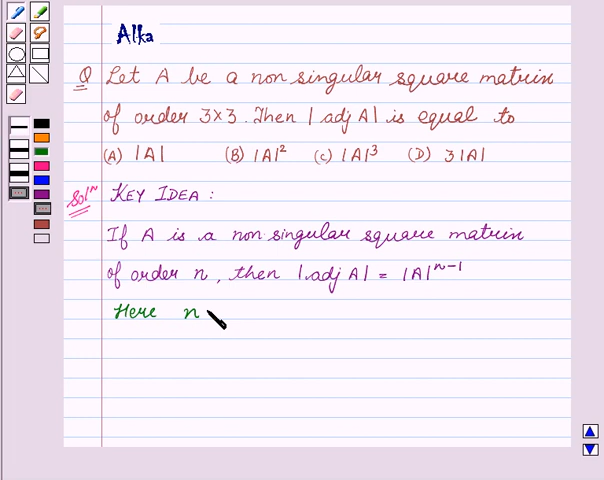 Alka
Q Let A be a non singular square matrix
of order 3×3. Then |adj A| is equal to
(A) |A| (B) |A|² (C) |A|³ (D) 3|A|
Solⁿ KEY IDEA :
If A is a non singular square matrix
of order n, then |adj A| = |A|ⁿ⁻¹
Here n